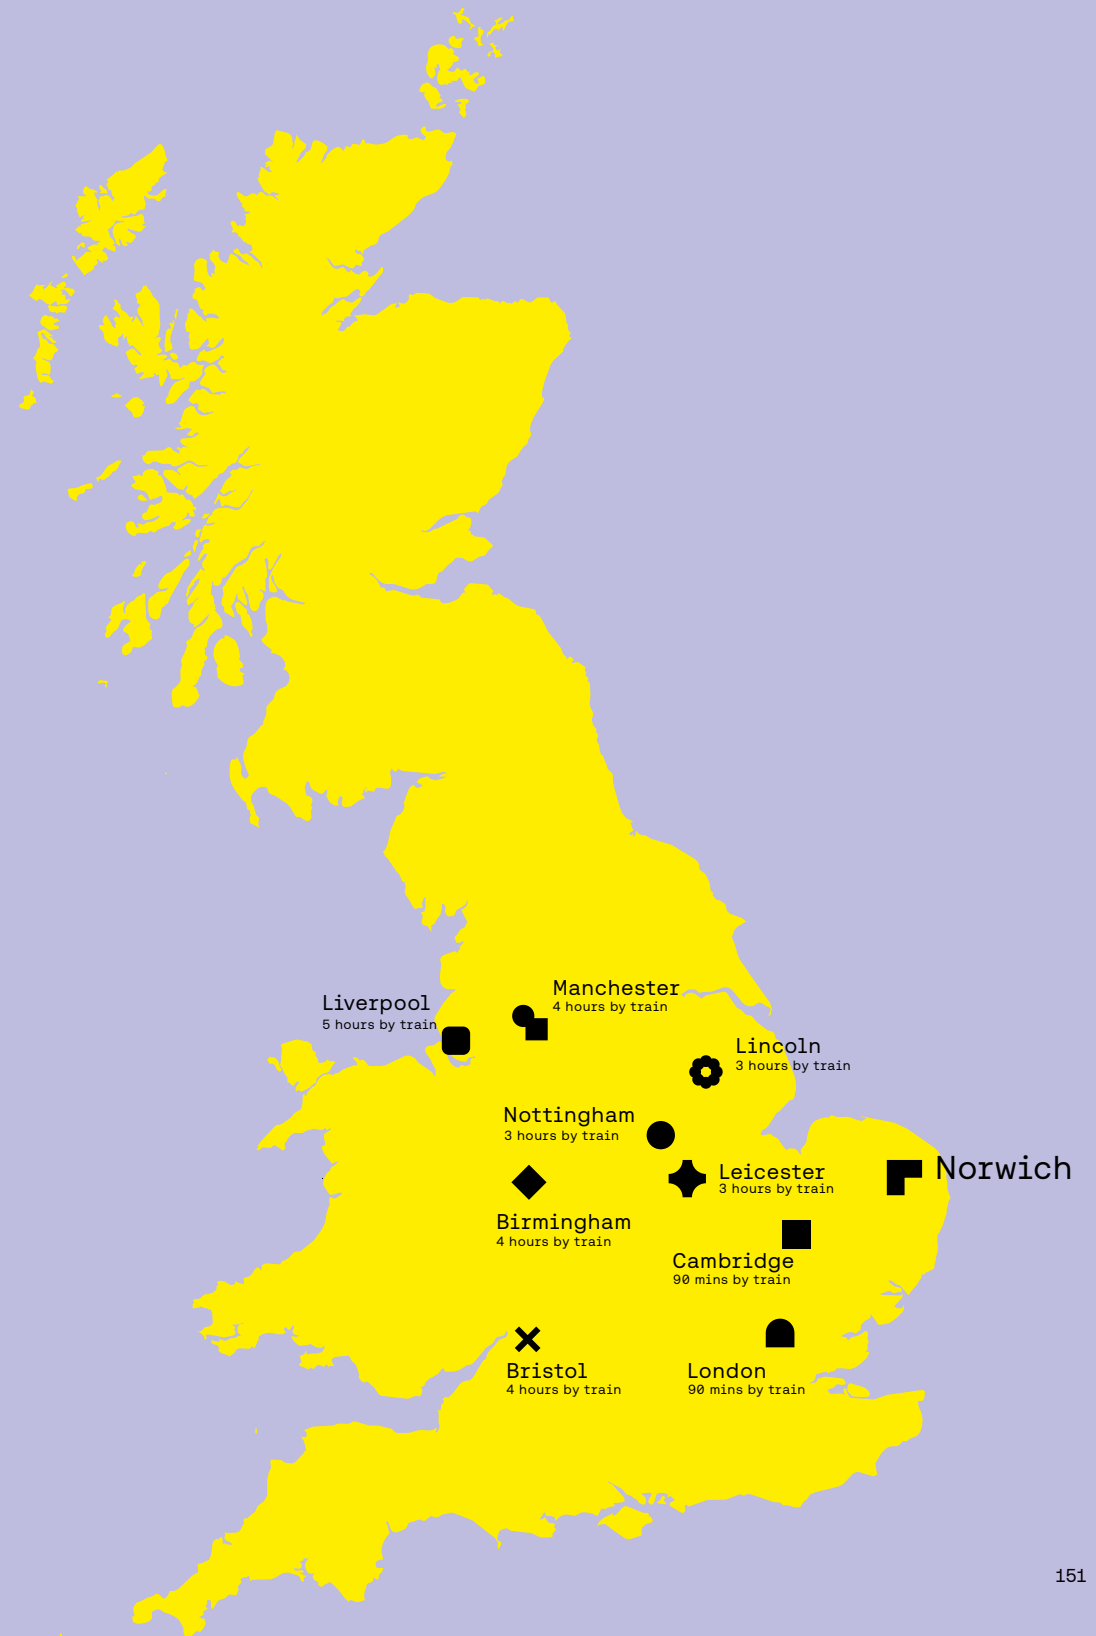 Manchester
4 hours by train
Liverpool
5 hours by train
Lincoln
3 hours by train
Nottingham
3 hours by train
Norwich
Leicester
3 hours by train
Birmingham
4 hours by train
Cambridge
90 mins by train
Bristol
4 hours by train
London
90 mins by train
151